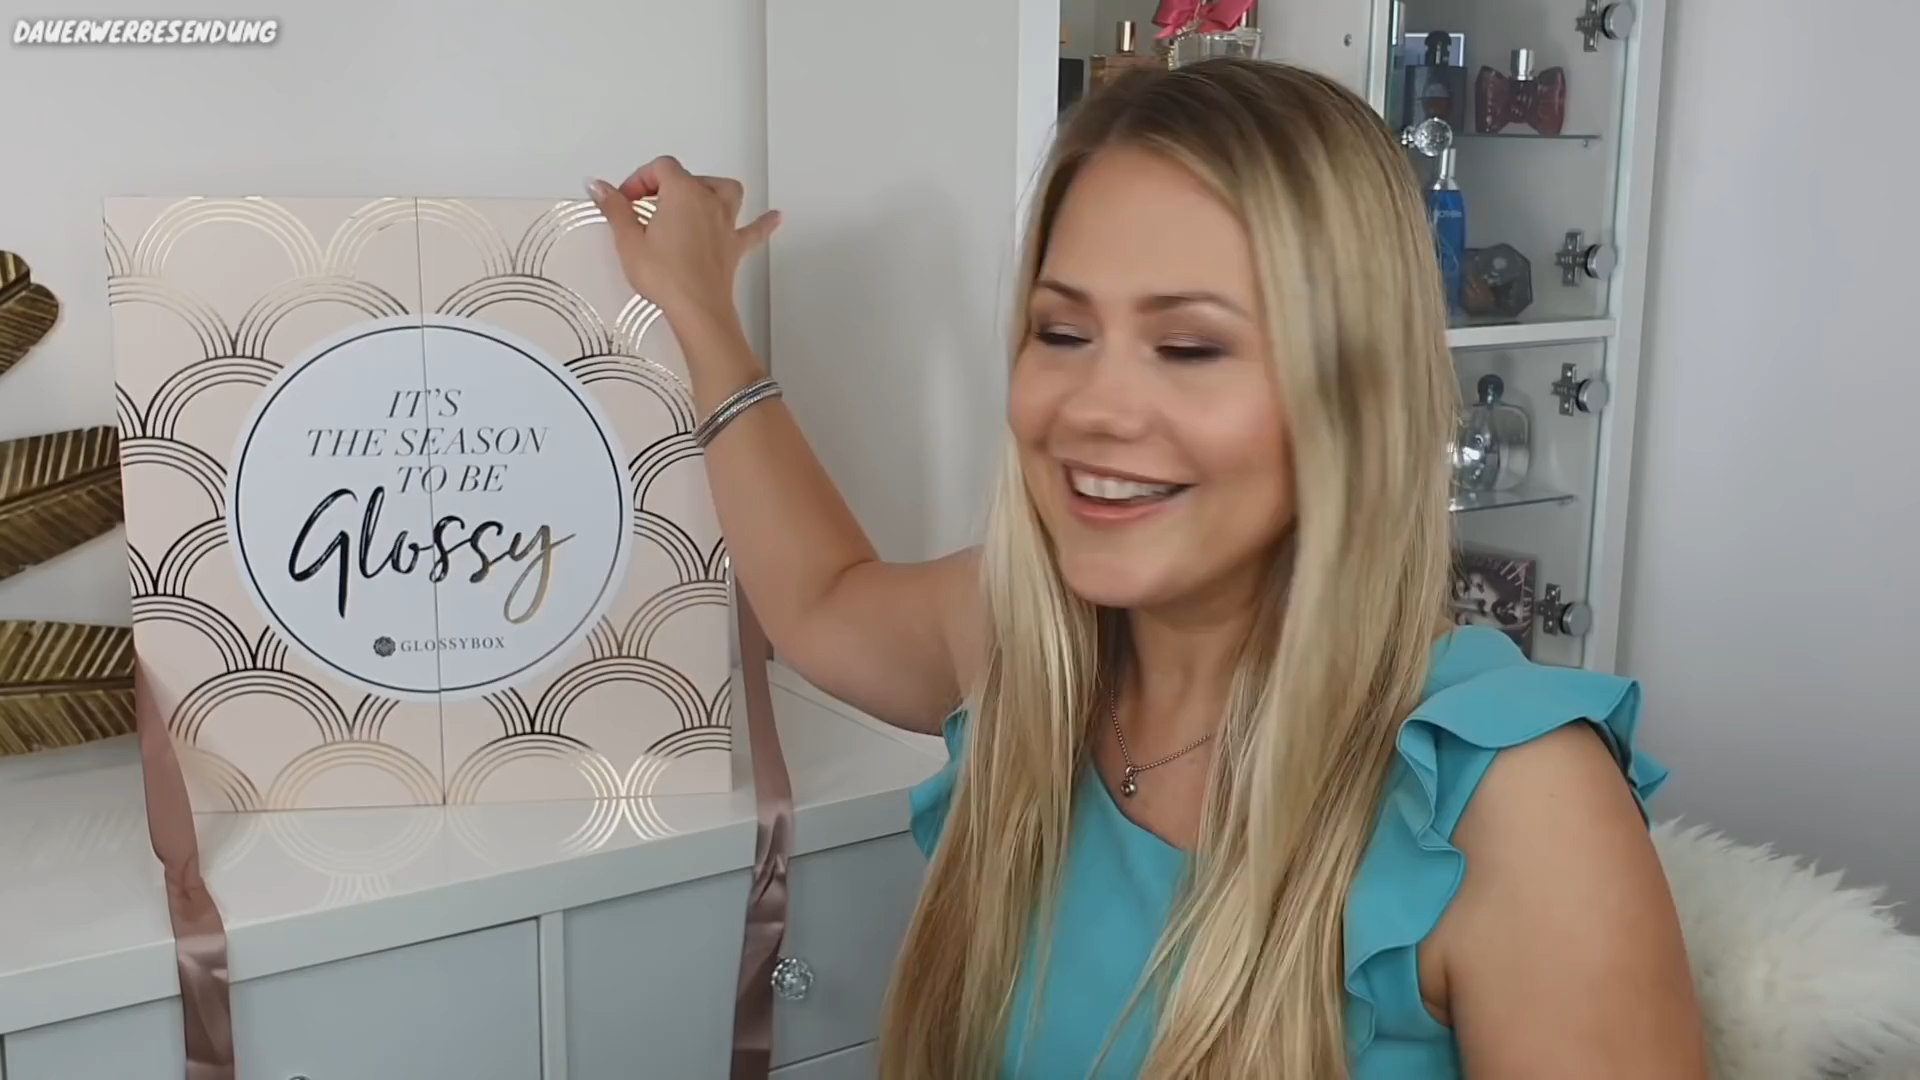 DAUERWERBESENDUNG
IT'S
THE SEASON
TO BE
Glossy
GLOSSYBOX